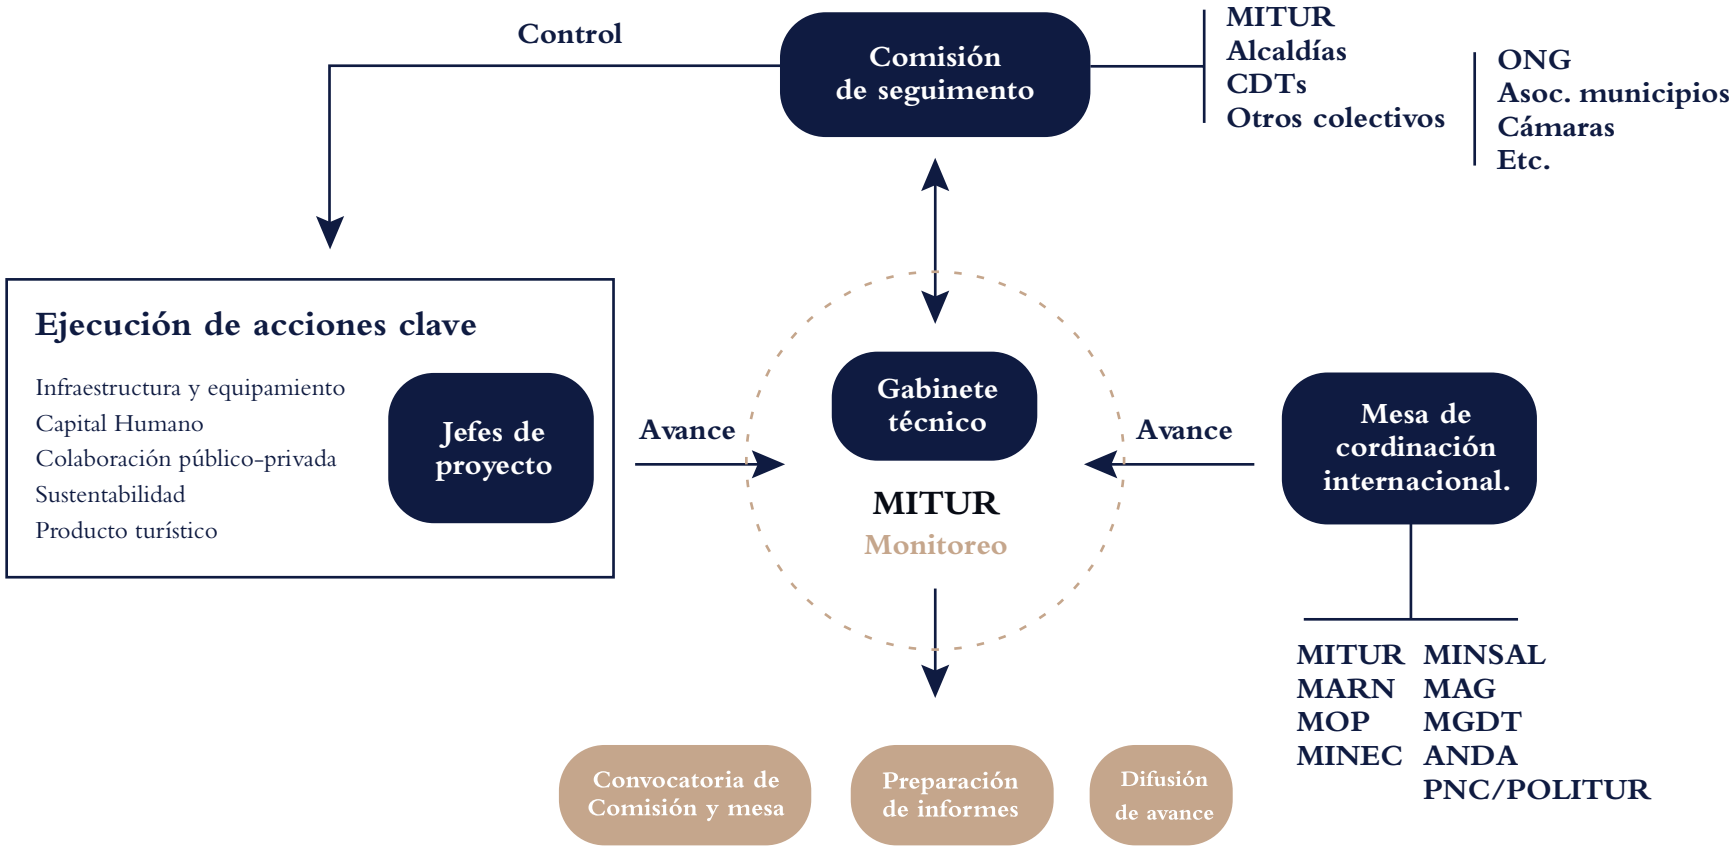 Control
Comisión
de seguimento
MITUR
Alcaldías
CDTs
Otros colectivos
ONG
Asoc. municipios
Cámaras
Etc.
Ejecución de acciones clave
Infraestructura y equipamiento
Capital Humano
Colaboración público-privada
Sustentabilidad
Producto turístico
Jefes de
proyecto
Avance
Gabinete
técnico
MITUR
Monitoreo
Avance
Mesa de
cordinación
internacional.
MITUR
MARN
MOP
MINEC
MINSAL
MAG
MGDT
ANDA
PNC/POLITUR
Convocatoria de
Comisión y mesa
Preparación
de informes
Difusión
de avance